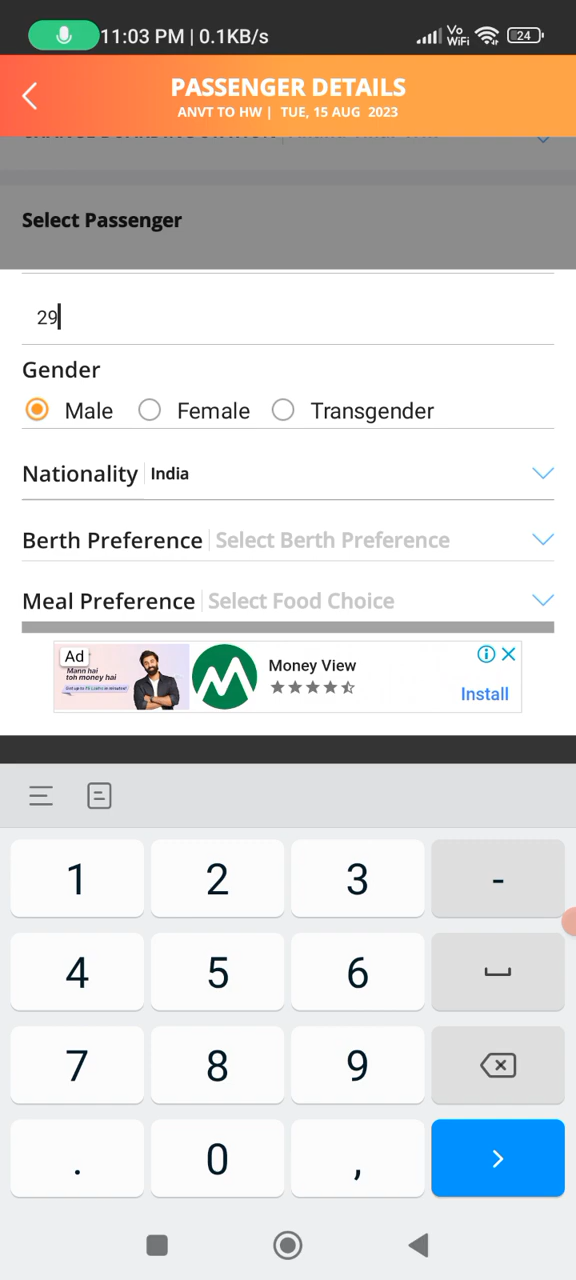 11:03 PM | 0.1KB/s
Vo
WiFi
24
PASSENGER DETAILS
ANVT TO HW | TUE, 15 AUG 2023
Select Passenger
29
Gender
Male
Female
Transgender
Nationality
India
Berth Preference
Select Berth Preference
Meal Preference
Select Food Choice
Ad
Mann hai
toh money hai
Money View
Install
1
2
3
-
4
5
6
7
8
9
.
0
,